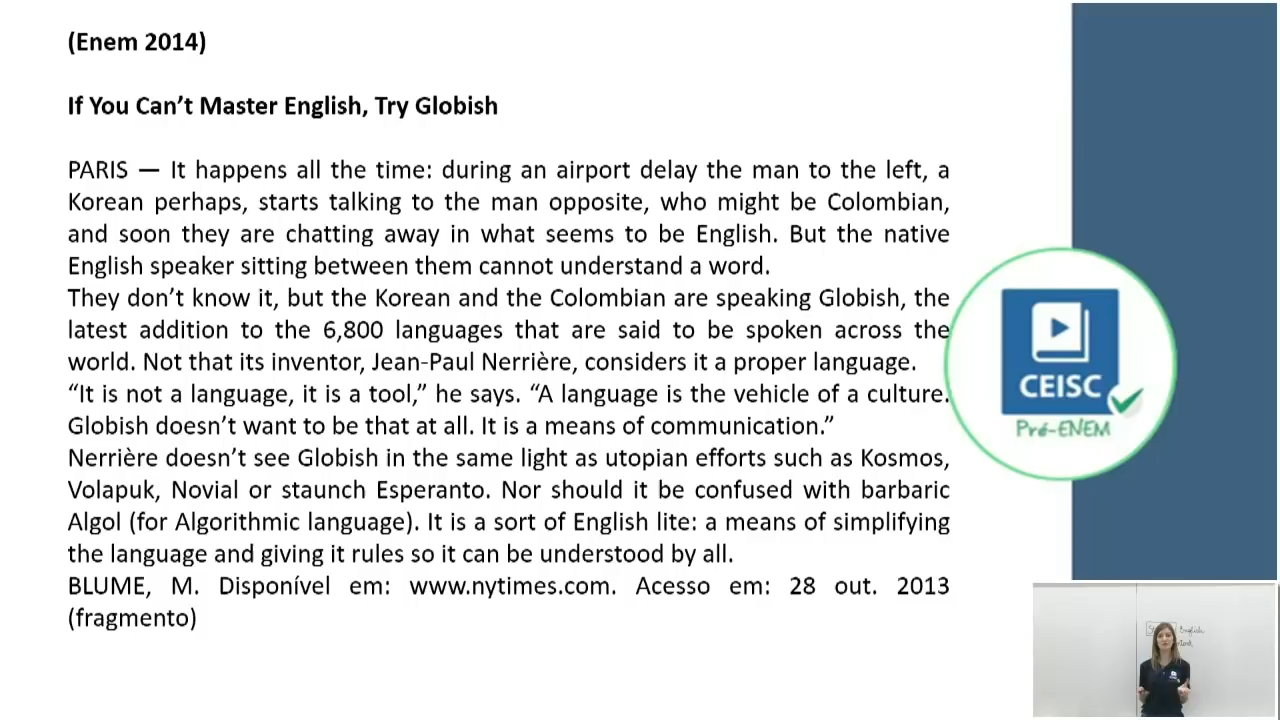 (Enem 2014)
If You Can’t Master English, Try Globish
PARIS — It happens all the time: during an airport delay the man to the left, a
Korean perhaps, starts talking to the man opposite, who might be Colombian,
and soon they are chatting away in what seems to be English. But the native
English speaker sitting between them cannot understand a word.
They don’t know it, but the Korean and the Colombian are speaking Globish, the
latest addition to the 6,800 languages that are said to be spoken across the
world. Not that its inventor, Jean-Paul Nerrière, considers it a proper language.
“It is not a language, it is a tool,” he says. “A language is the vehicle of a culture.
Globish doesn’t want to be that at all. It is a means of communication.”
Nerrière doesn’t see Globish in the same light as utopian efforts such as Kosmos,
Volapuk, Novial or staunch Esperanto. Nor should it be confused with barbaric
Algol (for Algorithmic language). It is a sort of English lite: a means of simplifying
the language and giving it rules so it can be understood by all.
BLUME, M. Disponível em: www.nytimes.com. Acesso em: 28 out. 2013
(fragmento)
CEISC
Pré-ENEM
English